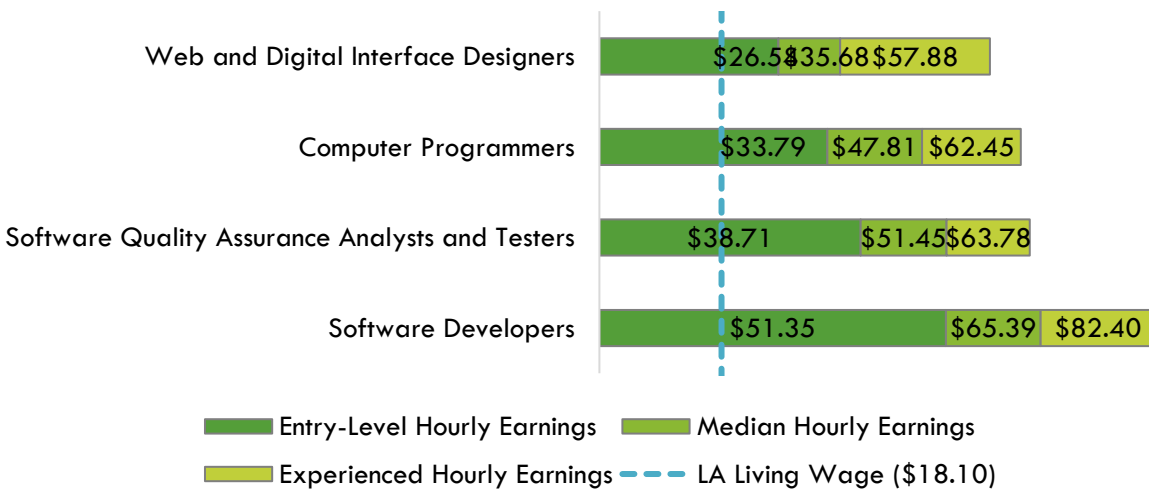 Web and Digital Interface Designers $35.68 $57.88
Computer Programmers $33.79 $47.81 $62.45
Software Quality Assurance Analysts and Testers $38.71 $51.45 $63.78
Software Developers $51.35 $65.39 $82.40
Entry-Level Hourly Earnings Median Hourly Earnings
Experienced Hourly Earnings LA Living Wage ($18.10)